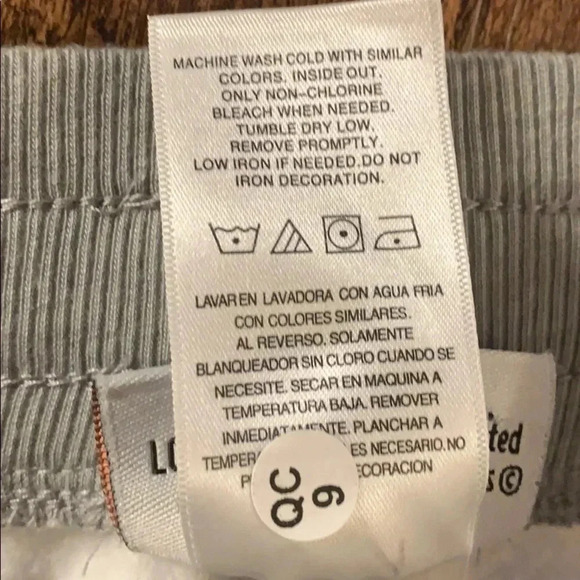 MACHINE WASH COLD WITH SIMILAR
COLORS. INSIDE OUT.
ONLY NON-CHLORINE
BLEACH WHEN NEEDED.
TUMBLE DRY LOW.
REMOVE PROMPTLY.
LOW IRON IF NEEDED.DO NOT
IRON DECORATION.
LAVAR EN LAVADORA CON AGUA FRIA
CON COLORES SIMILARES.
AL REVERSO. SOLAMENTE
BLANQUEADOR SIN CLORO CUANDO SE
NECESITE. SECAR EN MAQUINA A
TEMPERATURA BAJA. REMOVER
PLANCHAR A
ES NECESARIO.NO
QC
9